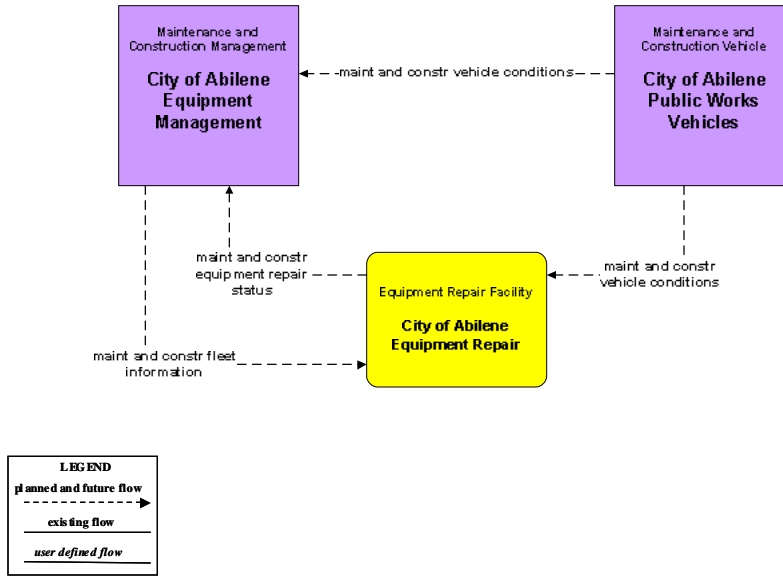 Maintenance and
Construction Management
City of Abilene
Equipment
Management
maint and constr vehicle conditions
Maintenance and
Construction Vehicle
City of Abilene
Public Works
Vehicles
maint and constr
equipment repair
status
Equipment Repair Facility
City of Abilene
Equipment Repair
maint and constr
vehicle conditions
maint and constr fleet
information
LEGEND
planned and future flow
existing flow
user defined flow